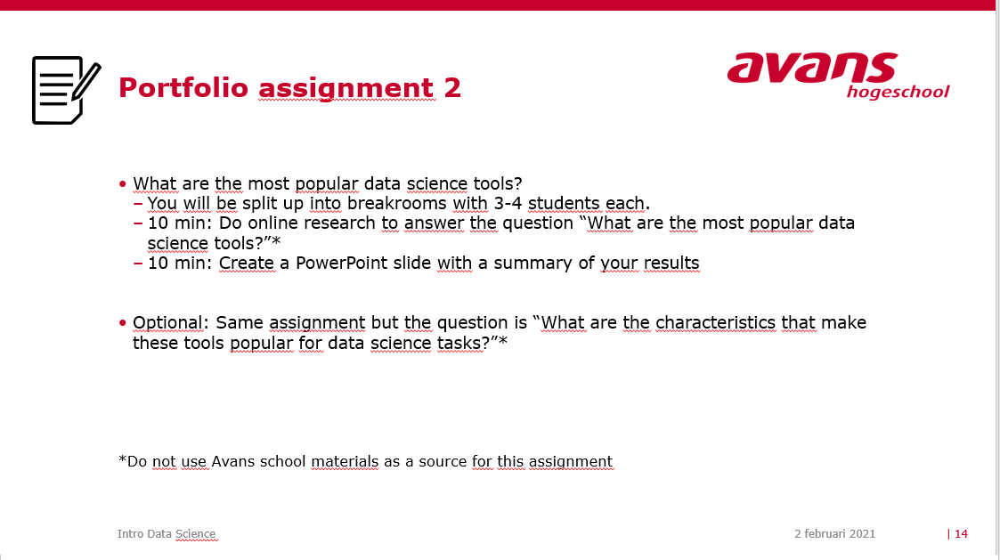 avans
hogeschool
Portfolio assignment 2
• What are the most popular data science tools?
– You will be split up into breakrooms with 3-4 students each.
– 10 min: Do online research to answer the question “What are the most popular data
science tools?”*
– 10 min: Create a PowerPoint slide with a summary of your results
• Optional: Same assignment but the question is “What are the characteristics that make
these tools popular for data science tasks?”*
*Do not use Avans school materials as a source for this assignment
Intro Data Science
2 februari 2021
| 14